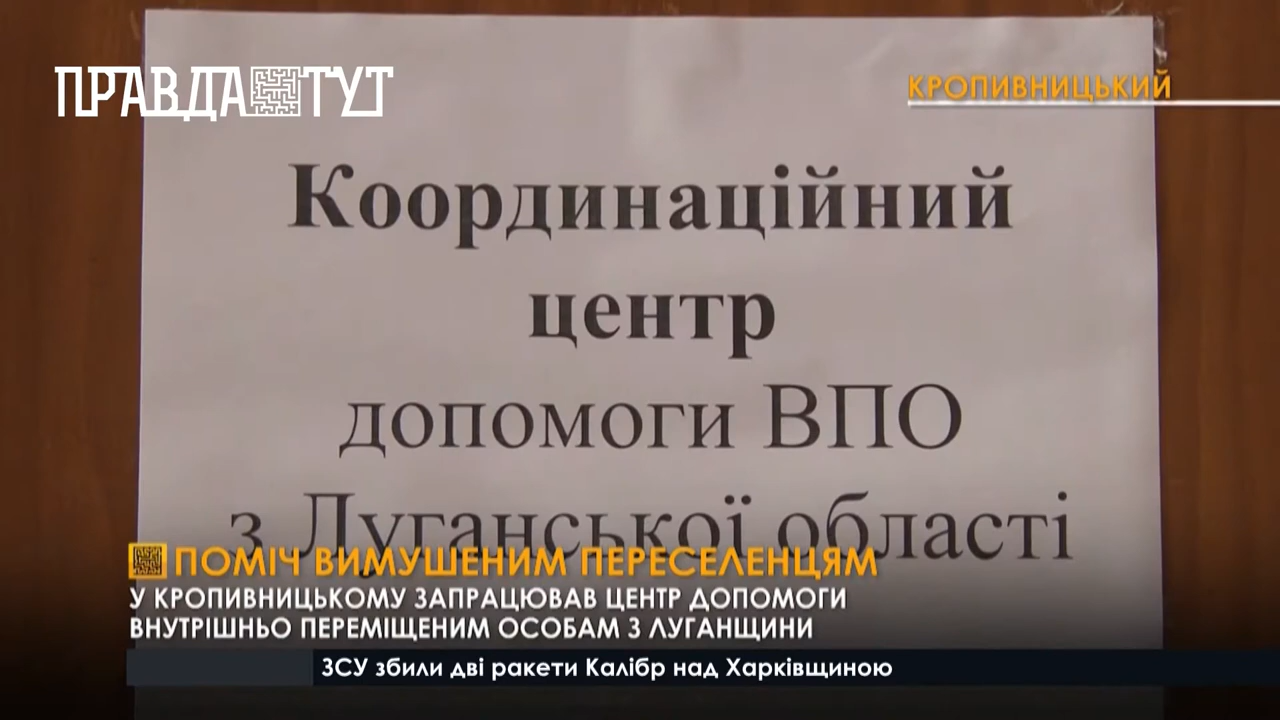 ПРАВДА ТУТ
КРОПИВНИЦЬКИЙ
Координаційний
центр
допомоги ВПО
з Луганської області
ПОМІЧ ВИМУШЕНИМ ПЕРЕСЕЛЕНЦЯМ
У КРОПИВНИЦЬКОМУ ЗАПРАЦЮВАВ ЦЕНТР ДОПОМОГИ
ВНУТРІШНЬО ПЕРЕМІЩЕНИМ ОСОБАМ З ЛУГАНЩИНИ
ЗСУ збили дві ракети Калібр над Харківщиною